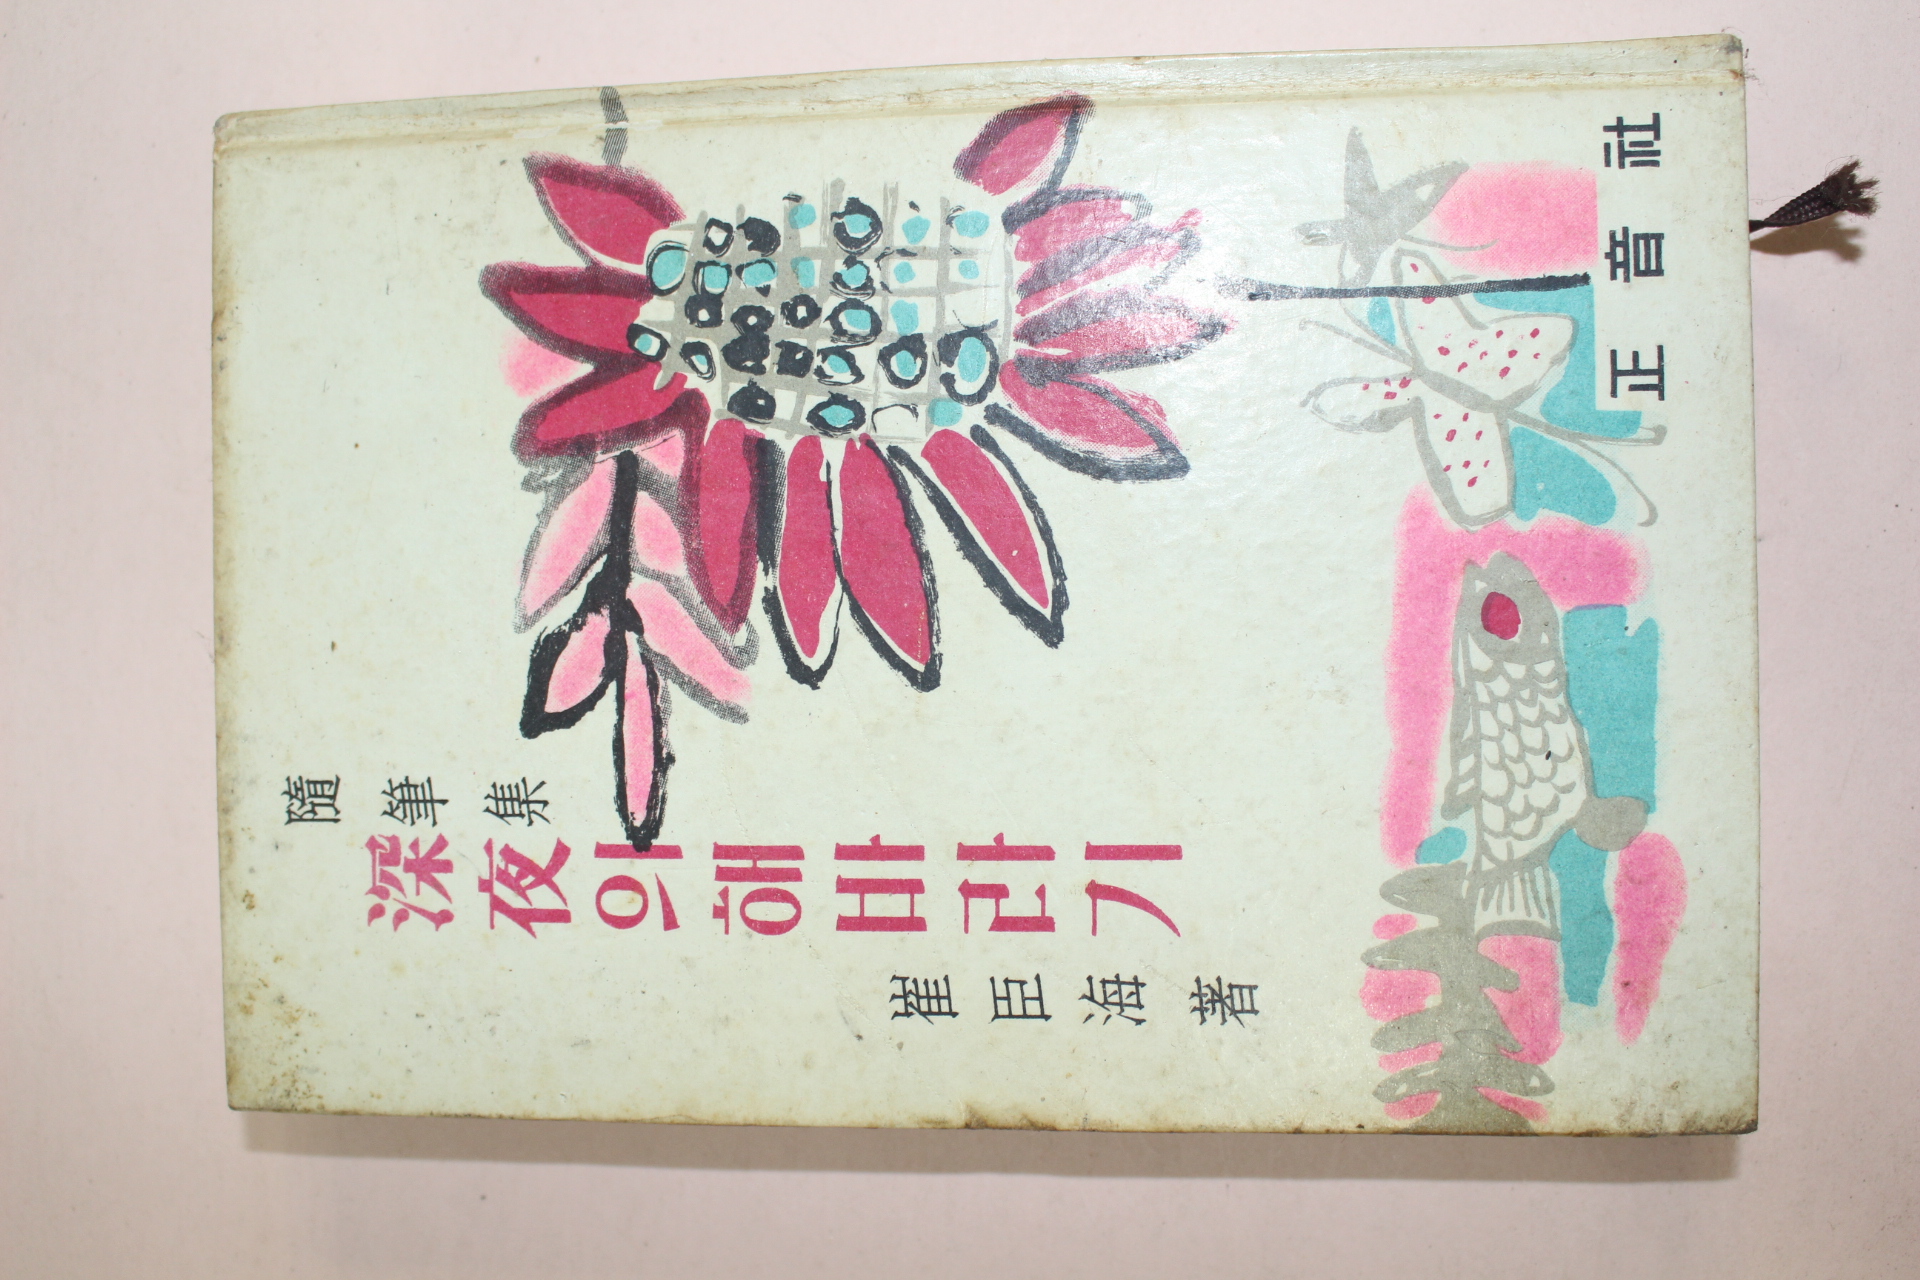 隨筆集
深夜의 해바라기
崔臣海 著
正音社